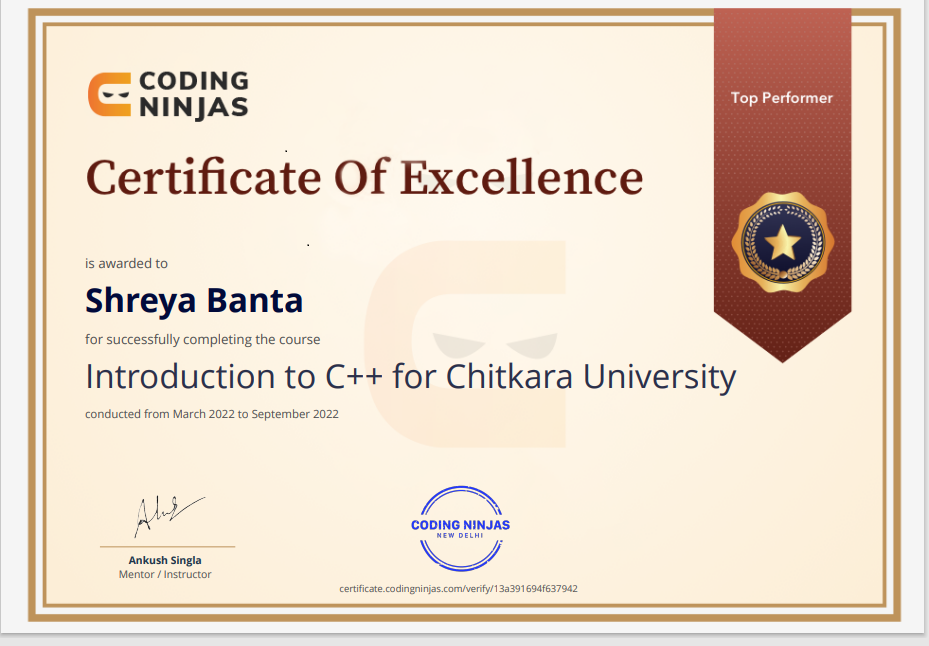 CODING
NINJAS
Top Performer
Certificate Of Excellence
is awarded to
Shreya Banta
for successfully completing the course
Introduction to C++ for Chitkara University
conducted from March 2022 to September 2022
CODING NINJAS
NEW DELHI
Ankush Singla
Mentor / Instructor
certificate.codingninjas.com/verify/13a391694f637942